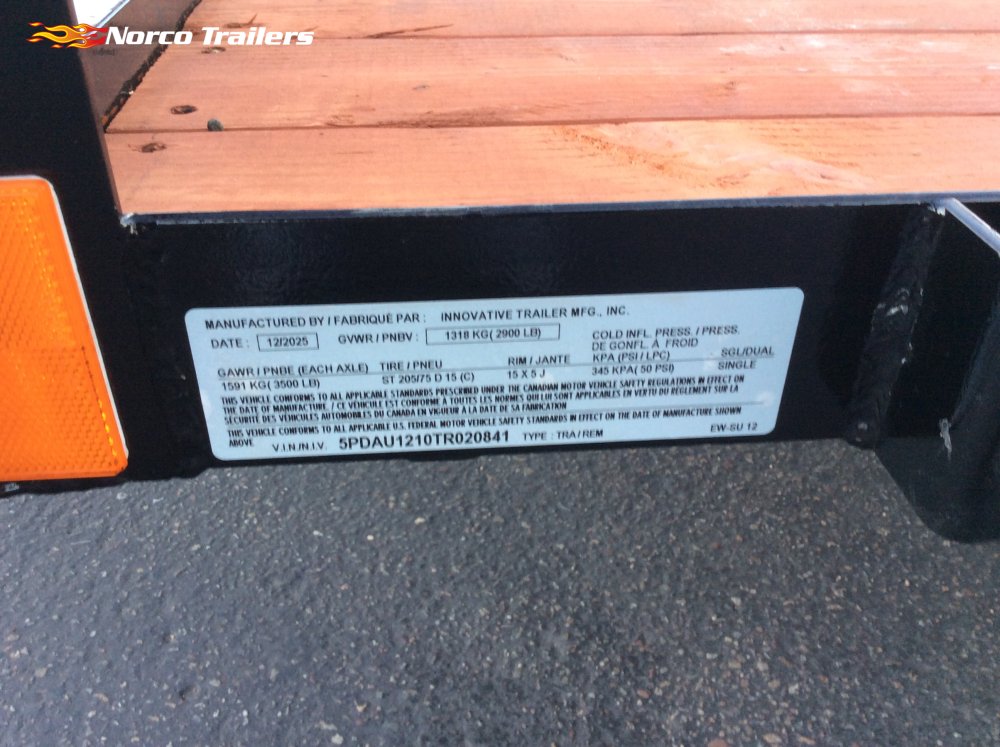 Norco Trailers
MANUFACTURED BY / FABRIQUÉ PAR : INNOVATIVE TRAILER MFG., INC.
DATE : 12/2025 GVWR / PNBV : 1318 KG( 2900 LB)
COLD INFL. PRESS. / PRESS.
DE GONFL. À FROID
GAWR / PNBE (EACH AXLE) TIRE / PNEU RIM / JANTE KPA (PSI / LPC) SGL/DUAL
1591 KG( 3500 LB) ST 205/75 D 15 (C) 15 X 5 J 345 KPA( 50 PSI) SINGLE
THIS CONFORMS TO ALL APPLICABLE STANDARDS PRESCRIBED UNDER THE CANADIAN MOTOR VEHICLE SAFETY REGULATIONS IN EFFECT ON
THE DATE OF MANUFACTURE. / CE VÉHICULE EST CONFORME À TOUTES LES NORMES QUI LUI SONT APPLICABLES EN VERTU DU RÈGLEMENT SUR LA
SÉCURITÉ DES VÉHICULES AUTOMOBILES DU CANADA EN VIGUEUR À LA DATE DE SA FABRICATION
THIS CONFORMS TO ALL APPLICABLE U.S. FEDERAL MOTOR VEHICLE SAFETY STANDARDS IN EFFECT ON THE DATE OF MANUFACTURE SHOWN
ABOVE
V.I.N./N.I.V. 5PDAU1210TR020841 TYPE : TRA / REM EW-SU 12